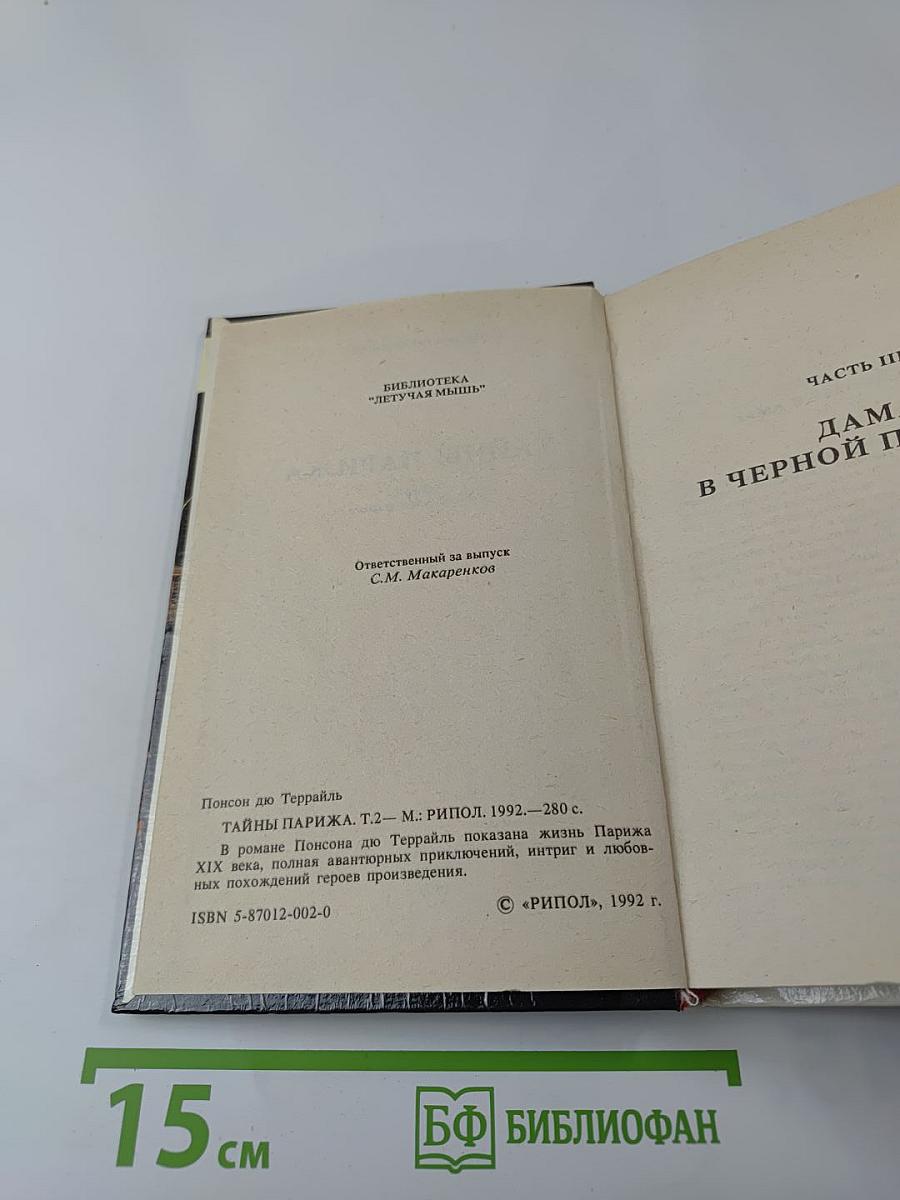 БИБЛИОТЕКА
"ЛЕТУЧАЯ МЫШЬ"
Ответственный за выпуск
С.М. Макаренков
Понсон дю Террайль
ТАЙНЫ ПАРИЖА. Т.2— М.: РИПОЛ. 1992.—280 с.
В романе Понсона дю Террайль показана жизнь Парижа
XIX века, полная авантюрных приключений, интриг и любов-
ных похождений героев произведения.
ISBN 5-87012-002-0
© «РИПОЛ», 1992 г.
ЧАСТЬ III
ДАМА
В ЧЕРНОЙ П
15 см
БФ БИБЛИОФАН